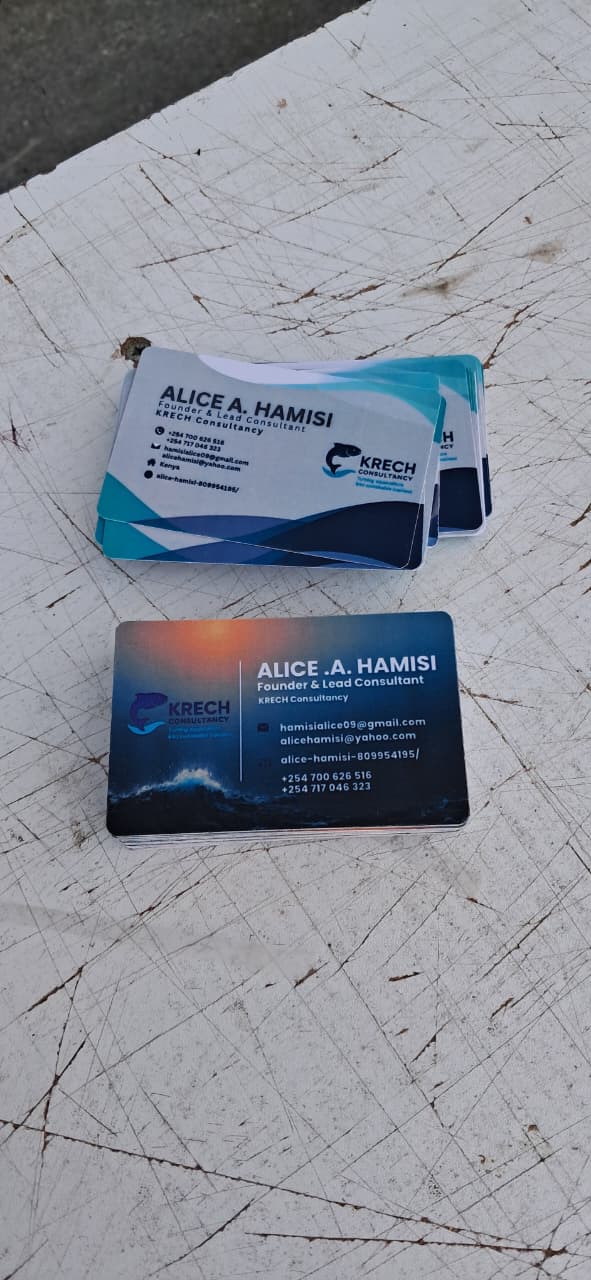 ALICE A. HAMISI
Founder & Lead Consultant
KRECH Consultancy
+254 700 626 516
+254 717 046 323
hamisialice09@gmail.com
alicehamisi@yahoo.com
Kenya
alice-hamisi-809954195/
KRECH
CONSULTANCY
H
NCY
ALICE .A. HAMISI
Founder & Lead Consultant
KRECH Consultancy
KRECH
CONSULTANCY
hamisialice09@gmail.com
alicehamisi@yahoo.com
alice-hamisi-809954195/
+254 700 626 516
+254 717 046 323